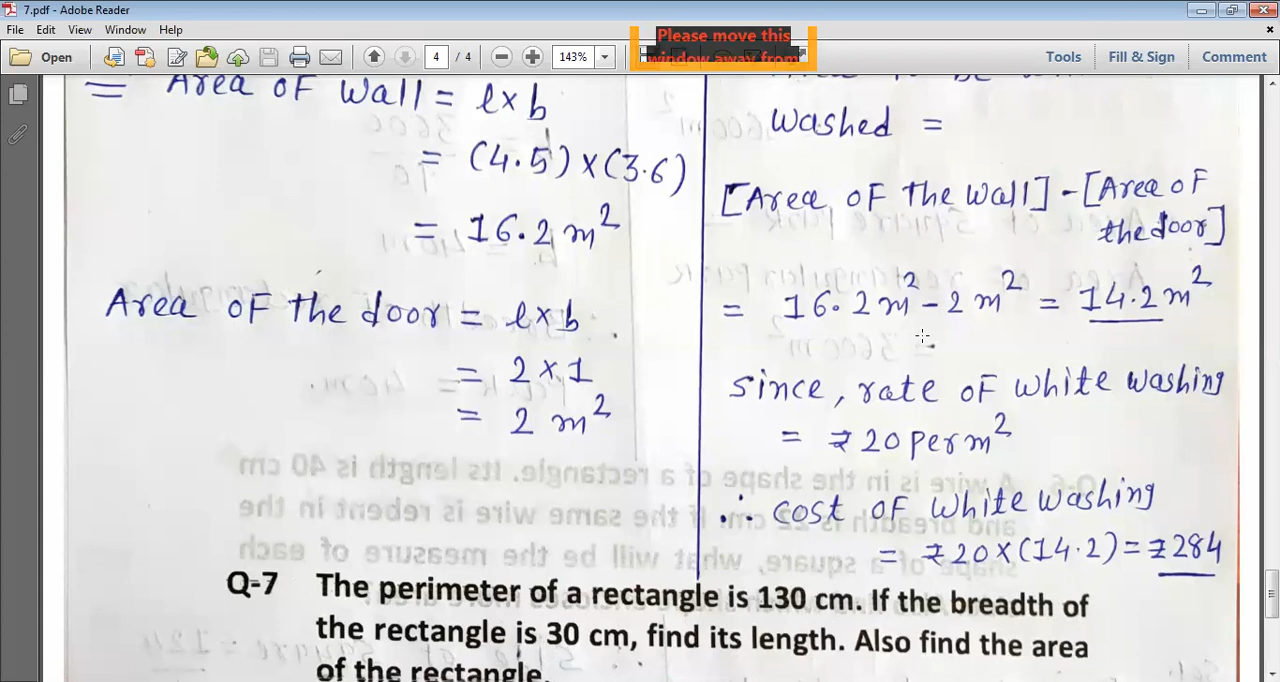 7.pdf - Adobe Reader
File Edit View Window Help
Open
4 / 4
143%
Please move this
window away from
Tools
Fill & Sign
Comment
= Area of wall = l×b
= (4.5)×(3.6)
= 16.2 m²
Area of the door = l×b
= 2×1
= 2 m²
washed =
[Area of the wall] - [Area of
the door]
= 16.2 m² - 2 m² = 14.2 m²
since, rate of white washing
= ₹20 per m²
∴ cost of white washing
= ₹20×(14.2) = ₹284
Q-7 The perimeter of a rectangle is 130 cm. If the breadth of
the rectangle is 30 cm, find its length. Also find the area
of the rectangle.